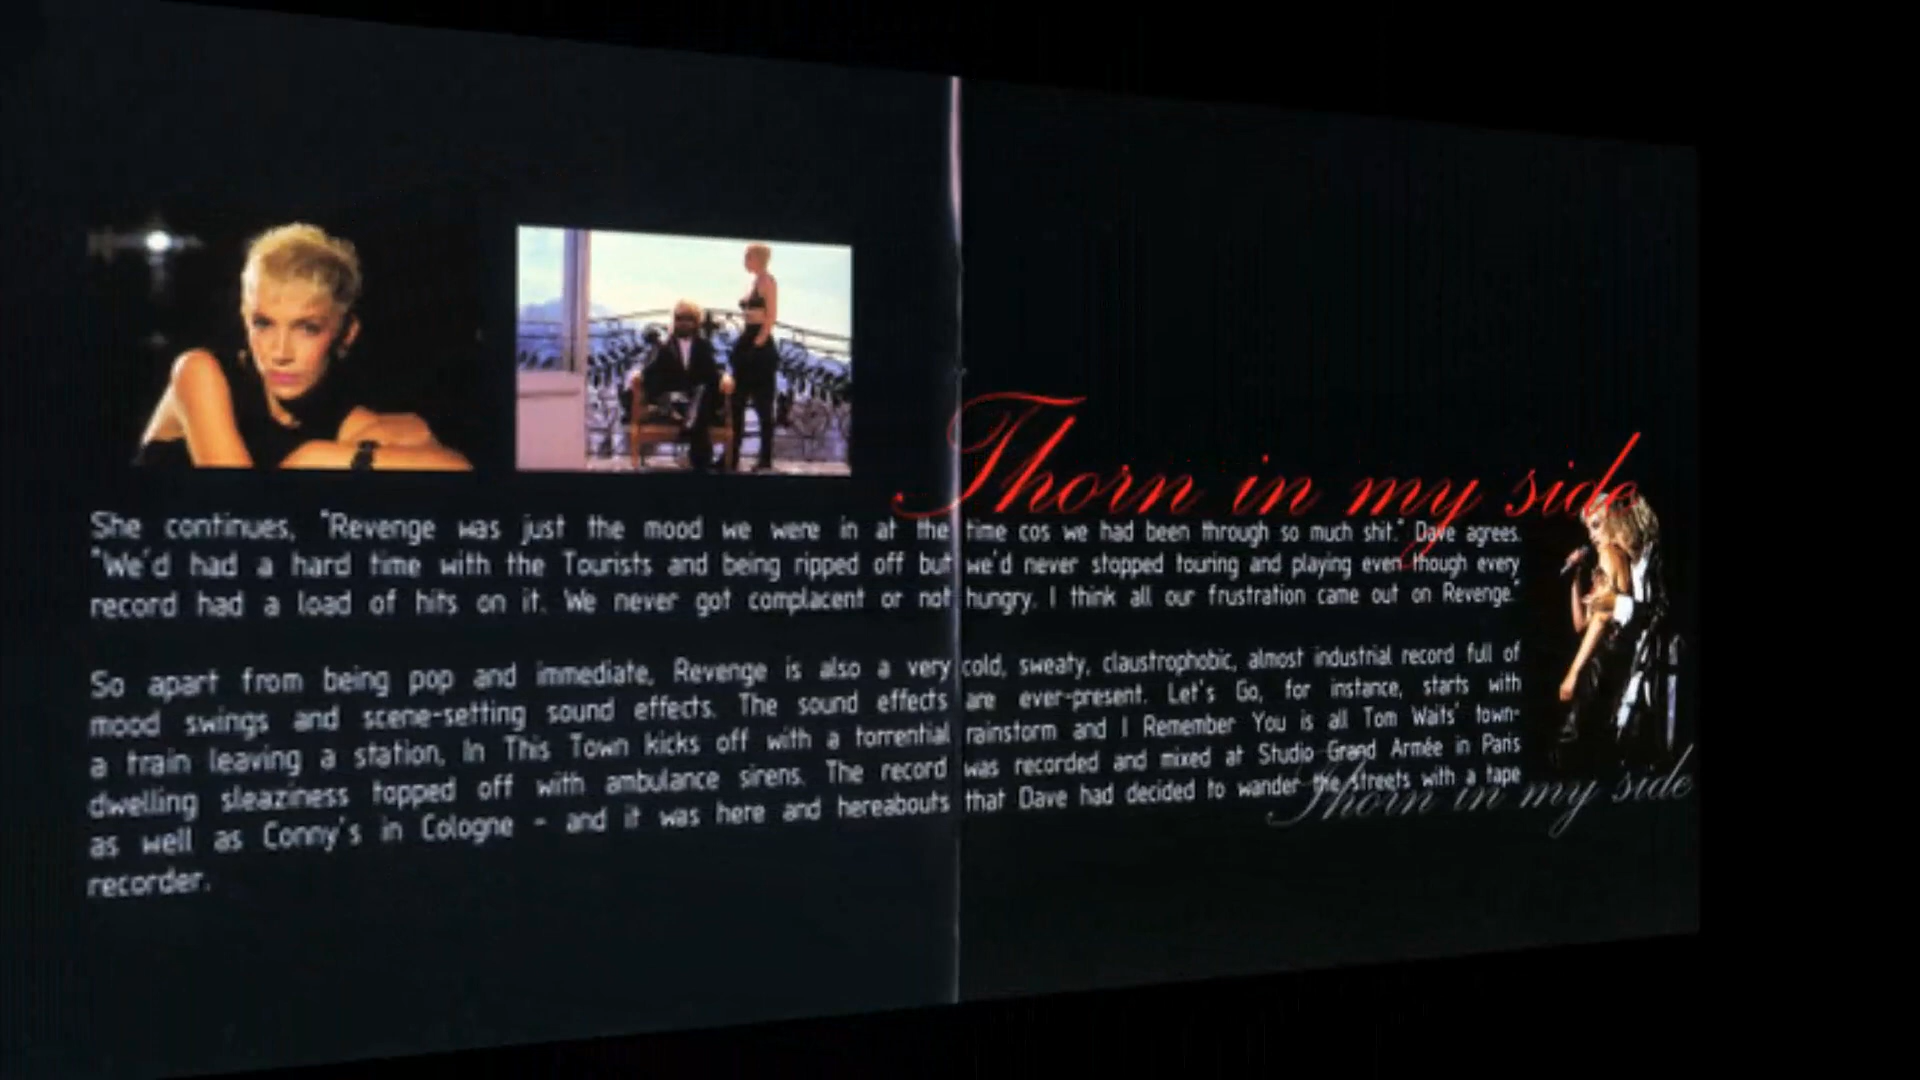 Thorn in my side
She continues, "Revenge was just the mood we were in at the time cos we had been through so much shit." Dave agrees.
"We'd had a hard time with the Tourists and being ripped off but we'd never stopped touring and playing even though every
record had a load of hits on it. We never got complacent or not hungry. I think all our frustration came out on Revenge."
So apart from being pop and immediate, Revenge is also a very cold, sweaty, claustrophobic, almost industrial record full of
mood swings and scene-setting sound effects. The sound effects are ever-present. Let's Go, for instance, starts with
a train leaving a station, In This Town kicks off with a torrential rainstorm and I Remember You is all Tom Waits' town-
dwelling sleaziness topped off with ambulance sirens. The record was recorded and mixed at Studio Grand Armée in Paris
as well as Conny's in Cologne - and it was here and hereabouts that Dave had decided to wander the streets with a tape
recorder.
Thorn in my side